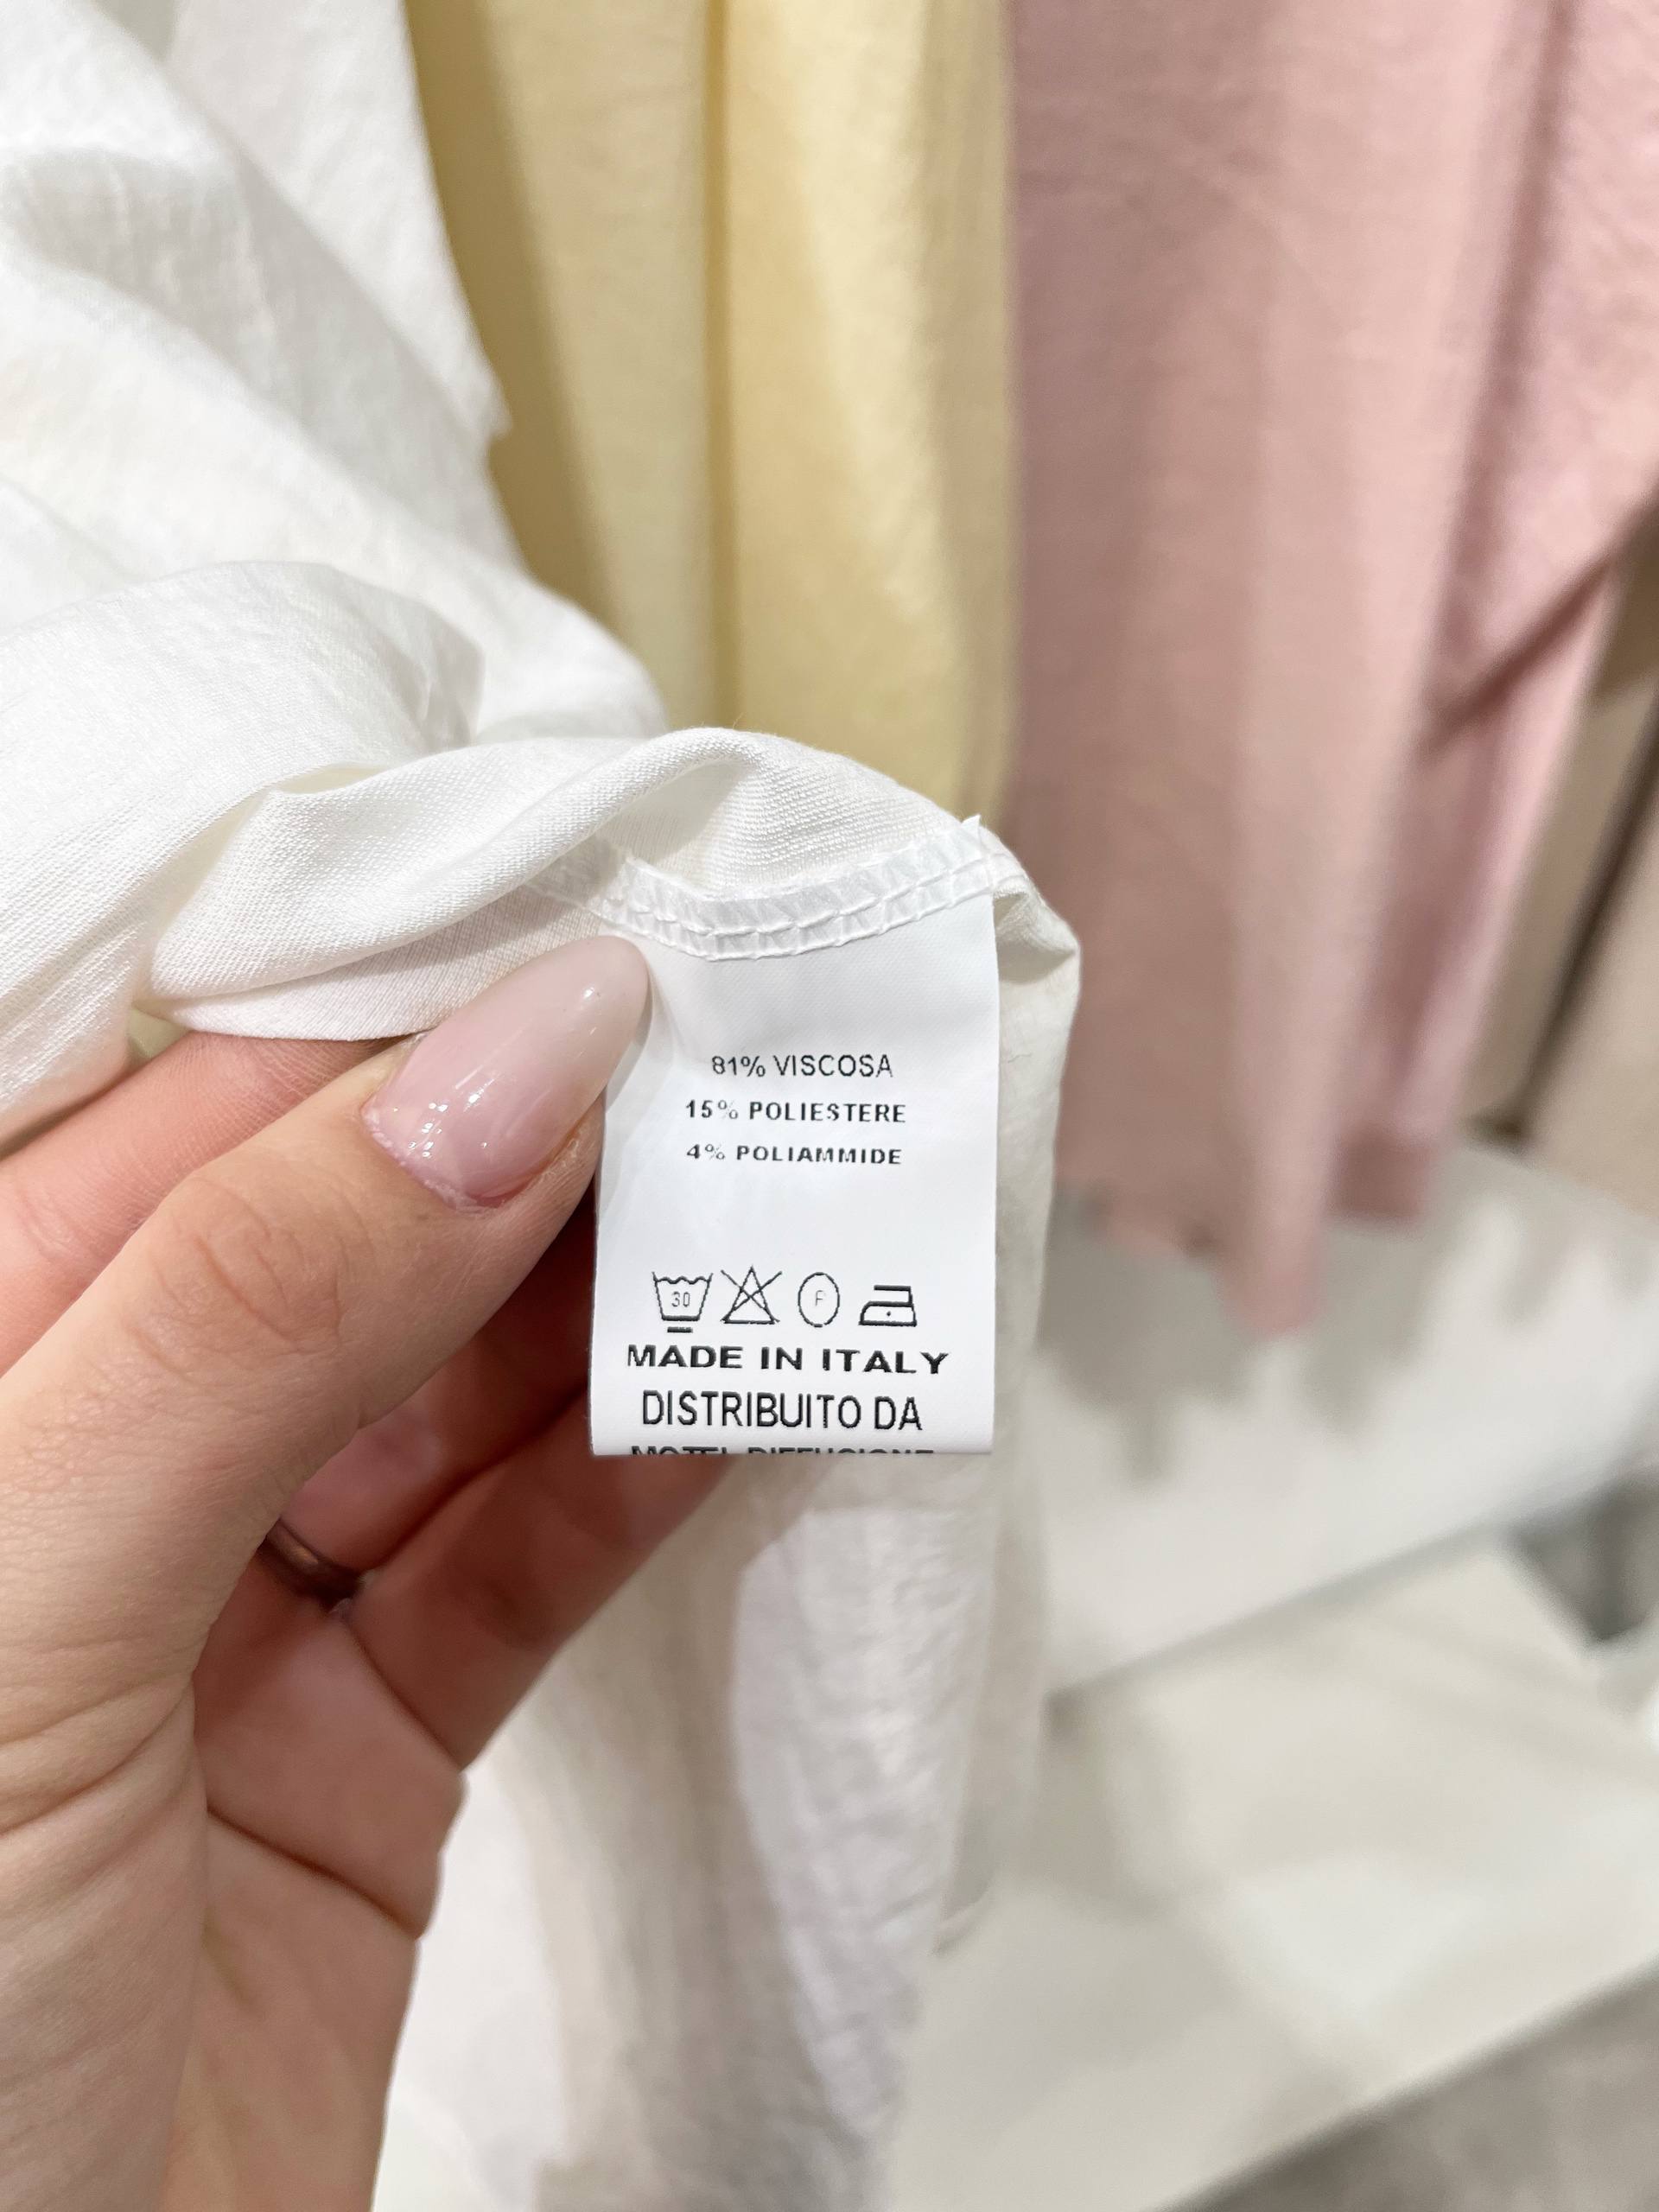 81% VISCOSA
15% POLIESTERE
4% POLIAMMIDE
30 F
MADE IN ITALY
DISTRIBUITO DA